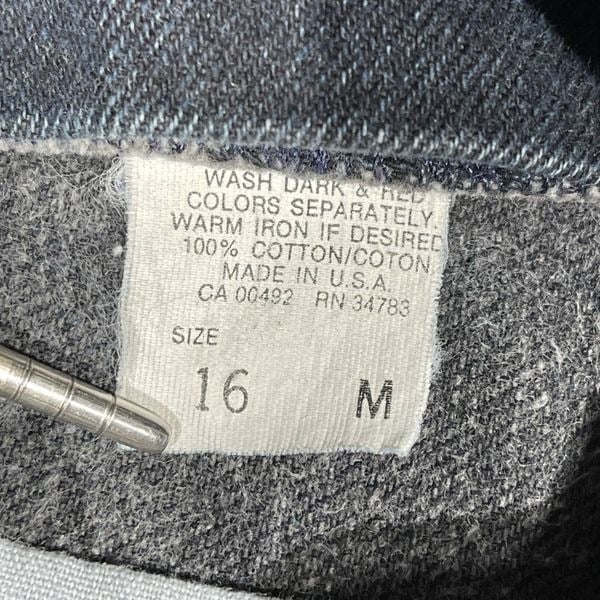 WASH DARK & RED
COLORS SEPARATELY.
WARM IRON IF DESIRED
100% COTTON/COTON
MADE IN U.S.A.
CA 00492 RN 34783
SIZE
16 M